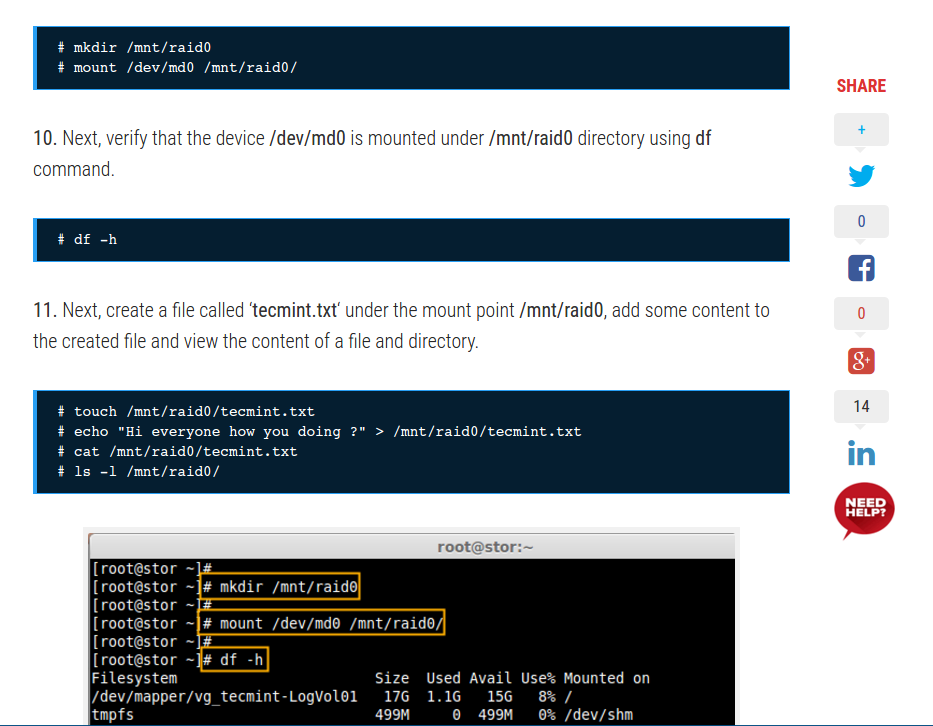 # mkdir /mnt/raid0
# mount /dev/md0 /mnt/raid0/
10. Next, verify that the device /dev/md0 is mounted under /mnt/raid0 directory using df
command.
# df -h
11. Next, create a file called ‘tecmint.txt‘ under the mount point /mnt/raid0, add some content to
the created file and view the content of a file and directory.
# touch /mnt/raid0/tecmint.txt
# echo "Hi everyone how you doing ?" > /mnt/raid0/tecmint.txt
# cat /mnt/raid0/tecmint.txt
# ls -l /mnt/raid0/
root@stor:~
[root@stor ~]#
[root@stor ~]# mkdir /mnt/raid0
[root@stor ~]#
[root@stor ~]# mount /dev/md0 /mnt/raid0/
[root@stor ~]#
[root@stor ~]# df -h
Filesystem Size Used Avail Use% Mounted on
/dev/mapper/vg_tecmint-LogVol01 17G 1.1G 15G 8% /
tmpfs 499M 0 499M 0% /dev/shm
SHARE
+
0
f
0
g+
14
in
NEED
HELP?